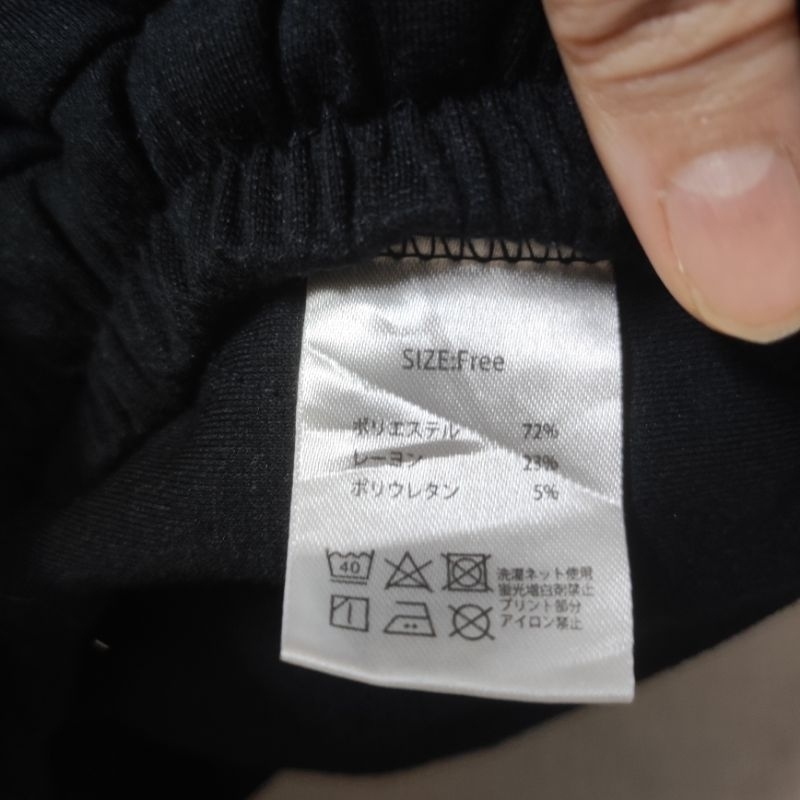 SIZE:Free
ポリエステル 72%
レーヨン 23%
ポリウレタン 5%
40
洗濯ネット使用
蛍光増白剤禁止
プリント部分
アイロン禁止